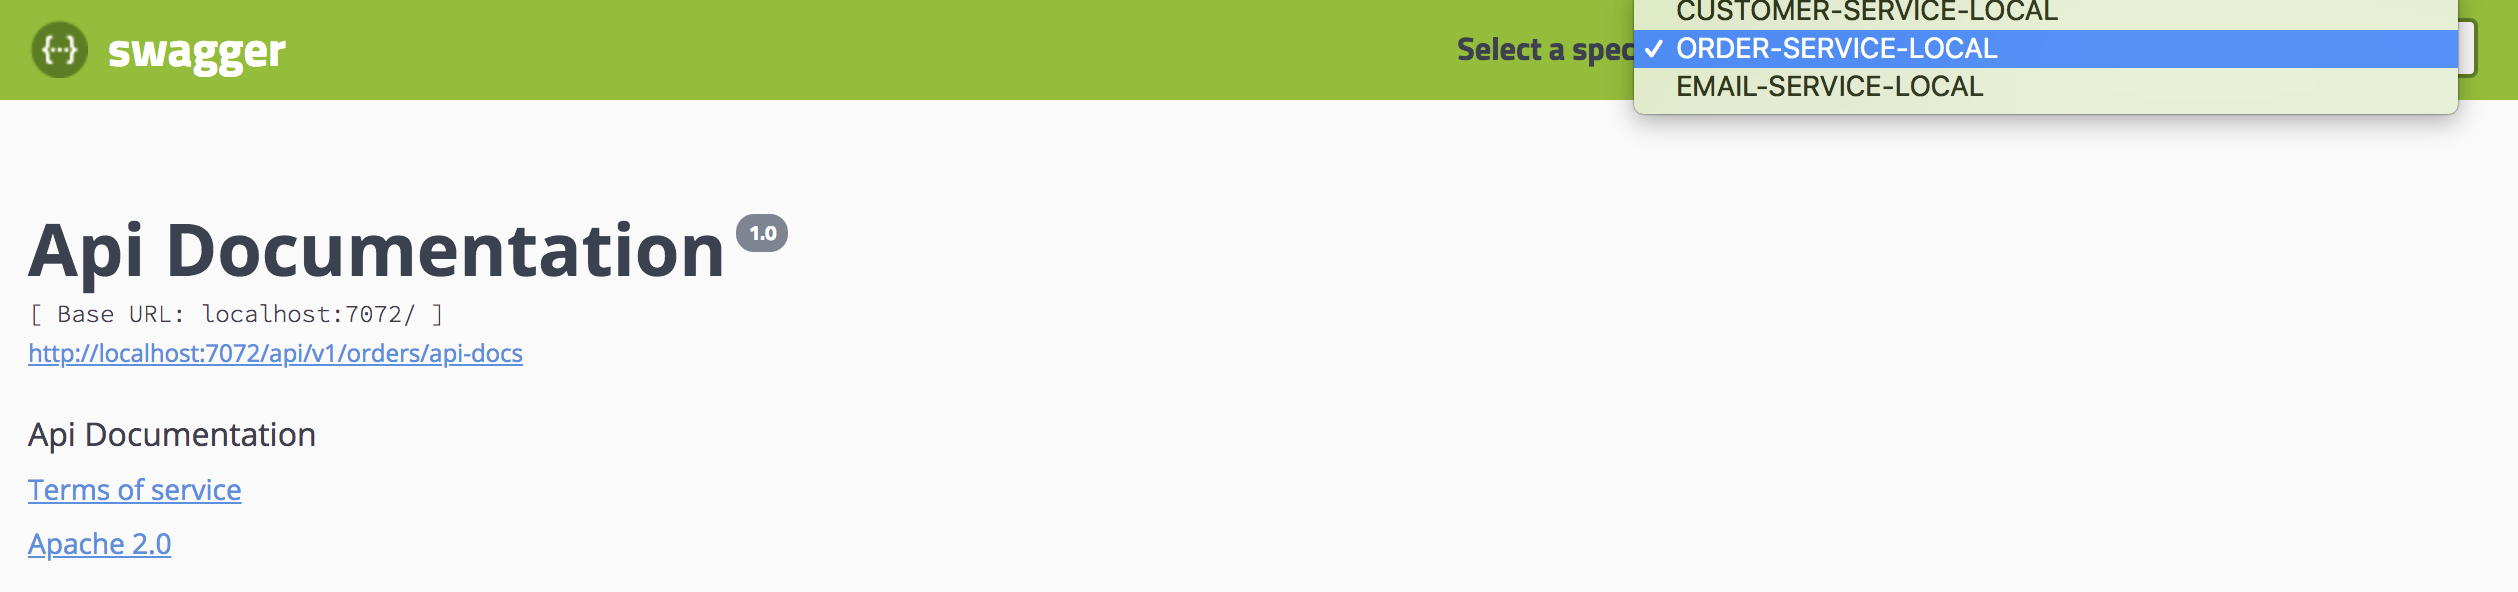 {...} swagger
Select a spec
CUSTOMER-SERVICE-LOCAL
✓ ORDER-SERVICE-LOCAL
EMAIL-SERVICE-LOCAL
Api Documentation 1.0
[ Base URL: localhost:7072/ ]
http://localhost:7072/api/v1/orders/api-docs
Api Documentation
Terms of service
Apache 2.0